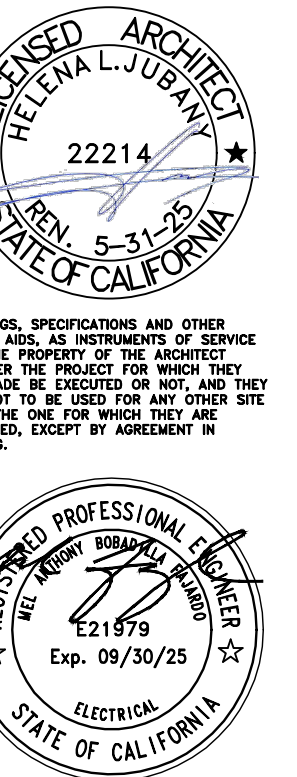 LICENSED ARCHITECT
HELENA L. JUBANY
22214
REN. 5-31-25
STATE OF CALIFORNIA
GS, SPECIFICATIONS AND OTHER
AIDS, AS INSTRUMENTS OF SERVICE
E PROPERTY OF THE ARCHITECT
ER THE PROJECT FOR WHICH THEY
ADE BE EXECUTED OR NOT, AND THEY
OT TO BE USED FOR ANY OTHER SITE
THE ONE FOR WHICH THEY ARE
ED, EXCEPT BY AGREEMENT IN
G.
REGISTERED PROFESSIONAL ENGINEER
MEL ANTHONY BOBADILLA FAJARDO
E21979
Exp. 09/30/25
ELECTRICAL
STATE OF CALIFORNIA